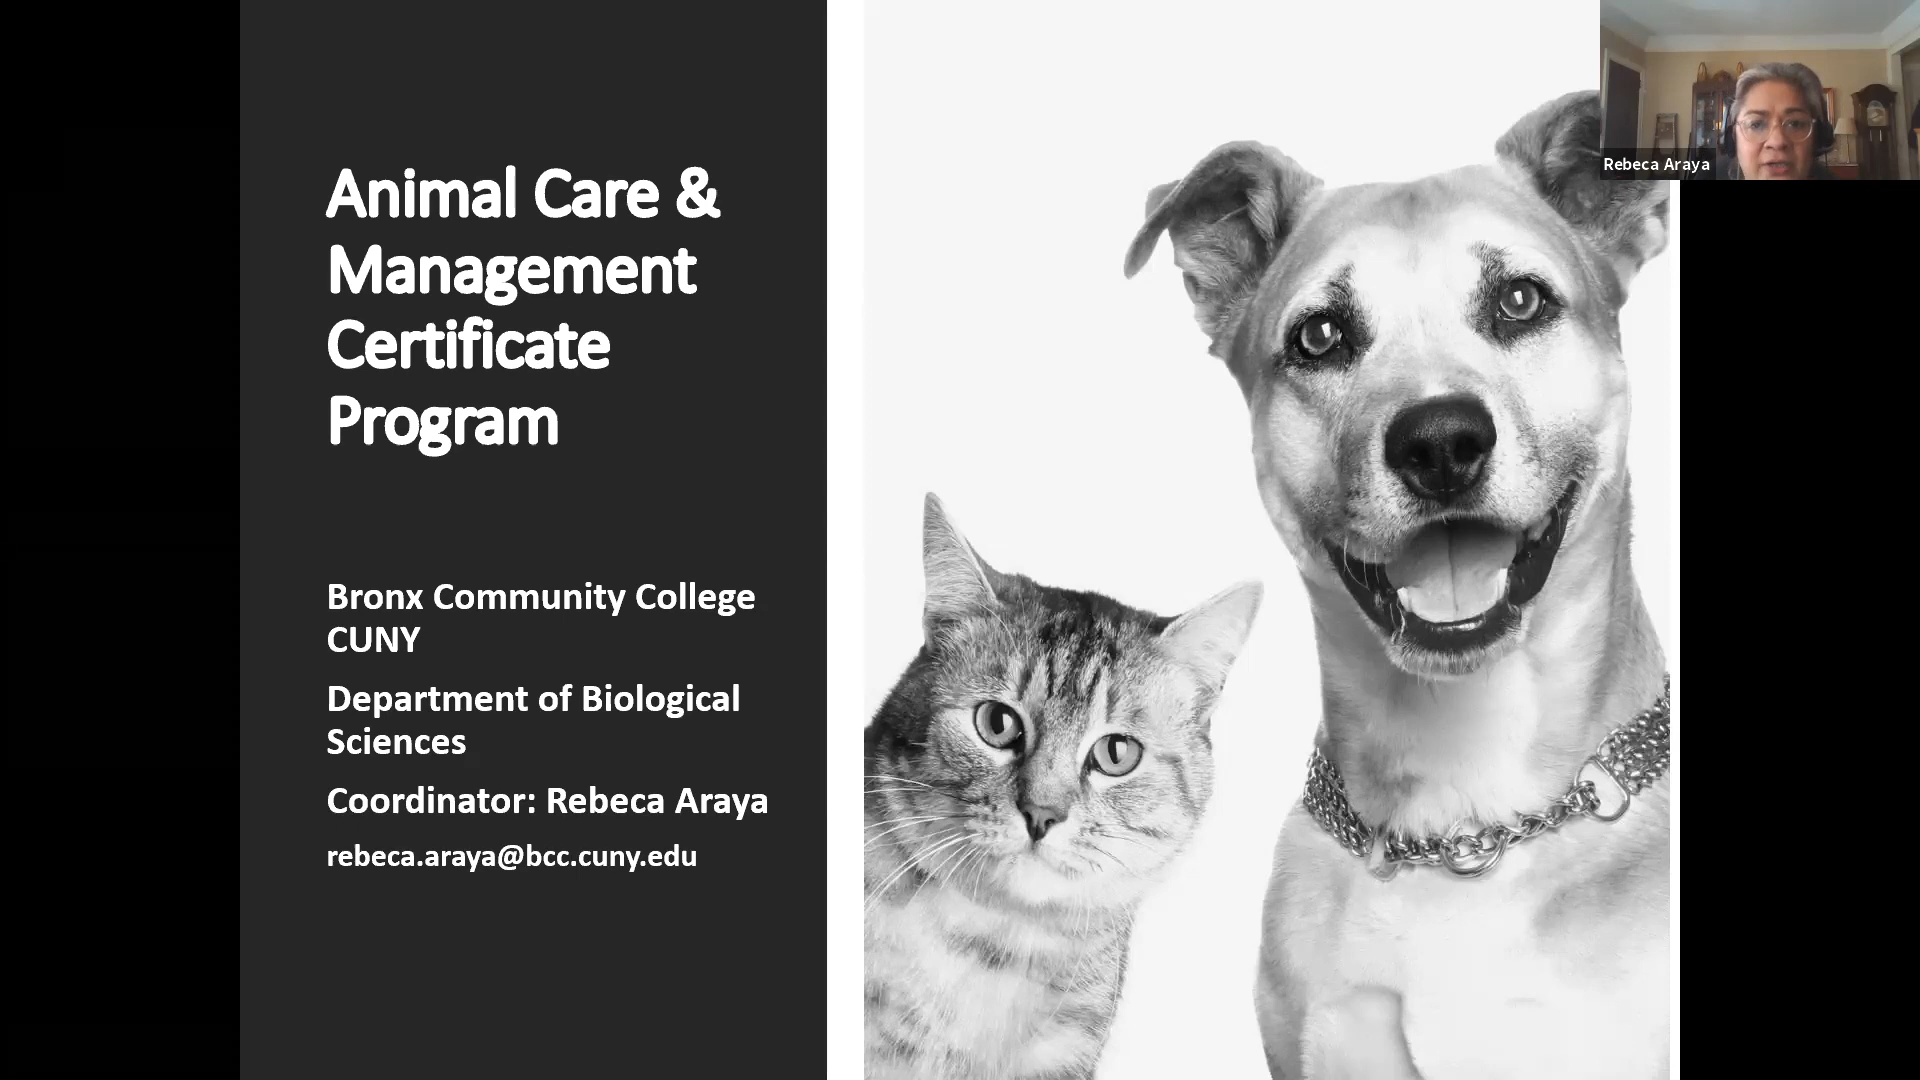 Animal Care &
Management
Certificate
Program
Bronx Community College
CUNY
Department of Biological
Sciences
Coordinator: Rebeca Araya
rebeca.araya@bcc.cuny.edu
Rebeca Araya